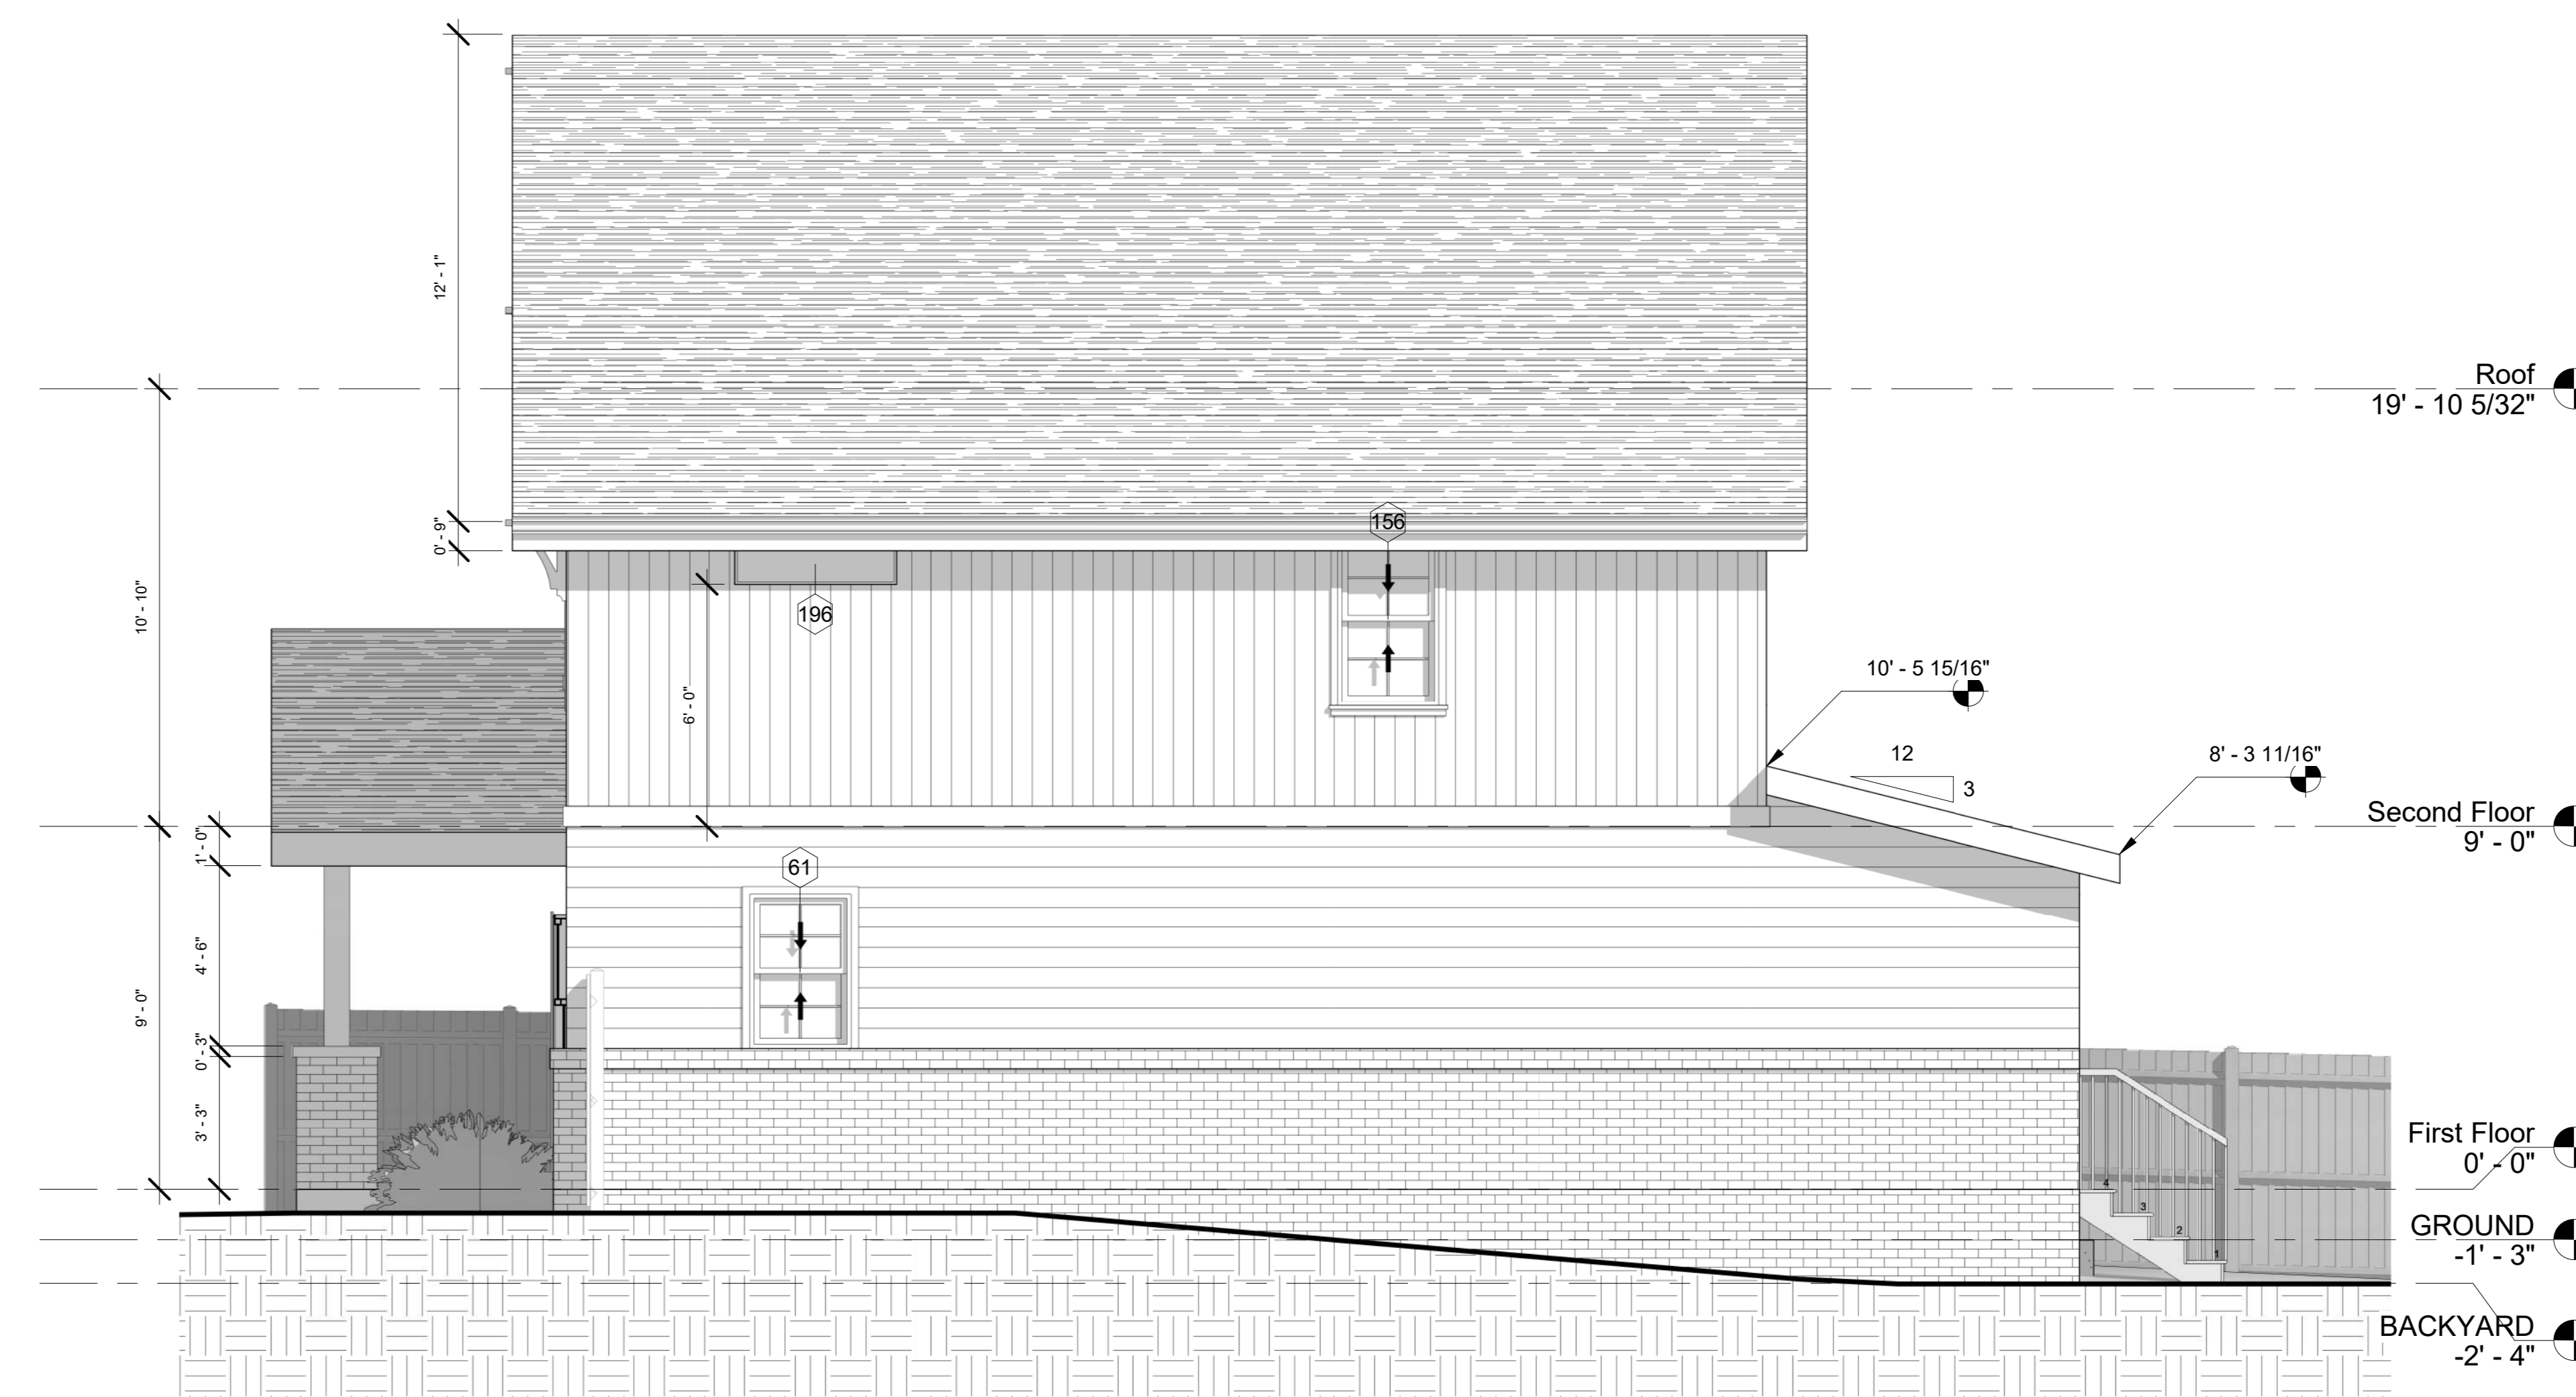 12' - 1"
Roof
19' - 10 5/32"
0' - 9"
156
10' - 10"
196
6' - 0"
10' - 5 15/16"
12
3
8' - 3 11/16"
Second Floor
9' - 0"
1' - 0"
61
4' - 6"
9' - 0"
0' - 3"
3' - 3"
First Floor
0' - 0"
4
3
2
1
GROUND
-1' - 3"
BACKYARD
-2' - 4"